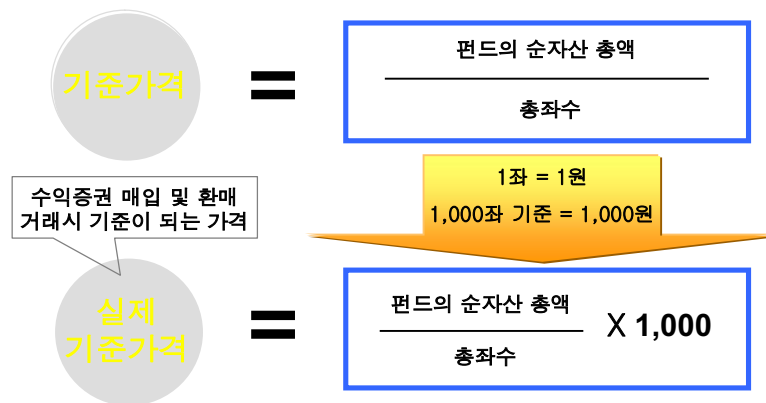 기준가격
=
펀드의 순자산 총액
총좌수
1좌 = 1원
1,000좌 기준 = 1,000원
수익증권 매입 및 환매
거래시 기준이 되는 가격
실제
기준가격
=
펀드의 순자산 총액
총좌수
X 1,000